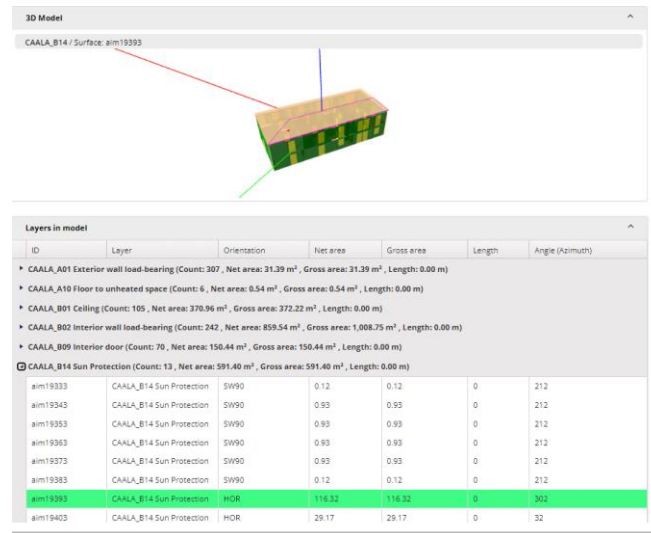 3D Model
CAALA_B14 / Surface: aim19393
Layers in model
ID Layer Orientation Net area Gross area Length Angle (Azimuth)
CAALA_A01 Exterior wall load-bearing (Count: 307 , Net area: 31.39 m² , Gross area: 31.39 m² , Length: 0.00 m)
CAALA_A10 Floor to unheated space (Count: 6 , Net area: 0.54 m² , Gross area: 0.54 m² , Length: 0.00 m)
CAALA_B01 Ceiling (Count: 105 , Net area: 370.96 m² , Gross area: 372.22 m² , Length: 0.00 m)
CAALA_B02 Interior wall load-bearing (Count: 242 , Net area: 859.54 m² , Gross area: 1,008.75 m² , Length: 0.00 m)
CAALA_B09 Interior door (Count: 70 , Net area: 150.44 m² , Gross area: 150.44 m² , Length: 0.00 m)
CAALA_B14 Sun Protection (Count: 13 , Net area: 591.40 m² , Gross area: 591.40 m² , Length: 0.00 m)
aim19333 CAALA_B14 Sun Protection SW90 0.12 0.12 0 212
aim19343 CAALA_B14 Sun Protection SW90 0.93 0.93 0 212
aim19353 CAALA_B14 Sun Protection SW90 0.93 0.93 0 212
aim19363 CAALA_B14 Sun Protection SW90 0.93 0.93 0 212
aim19373 CAALA_B14 Sun Protection SW90 0.93 0.93 0 212
aim19383 CAALA_B14 Sun Protection SW90 0.12 0.12 0 212
aim19393 CAALA_B14 Sun Protection HOR 116.32 116.32 0 302
aim19403 CAALA_B14 Sun Protection HOR 29.17 29.17 0 32